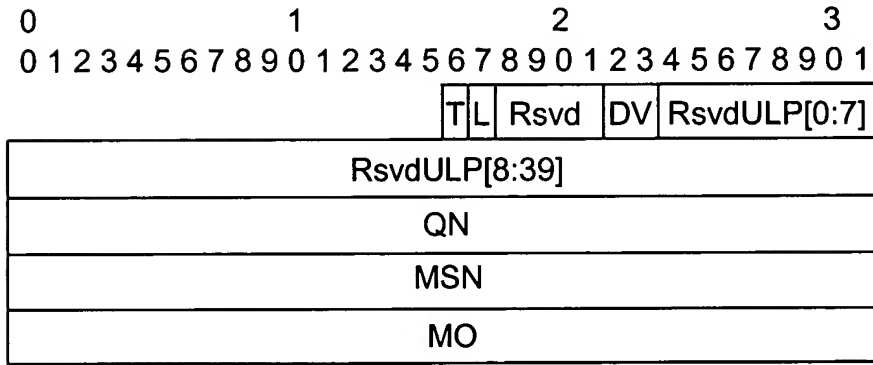 0 1 2 3
0 1 2 3 4 5 6 7 8 9 0 1 2 3 4 5 6 7 8 9 0 1 2 3 4 5 6 7 8 9 0 1
T L Rsvd DV RsvdULP[0:7]
RsvdULP[8:39]
QN
MSN
MO